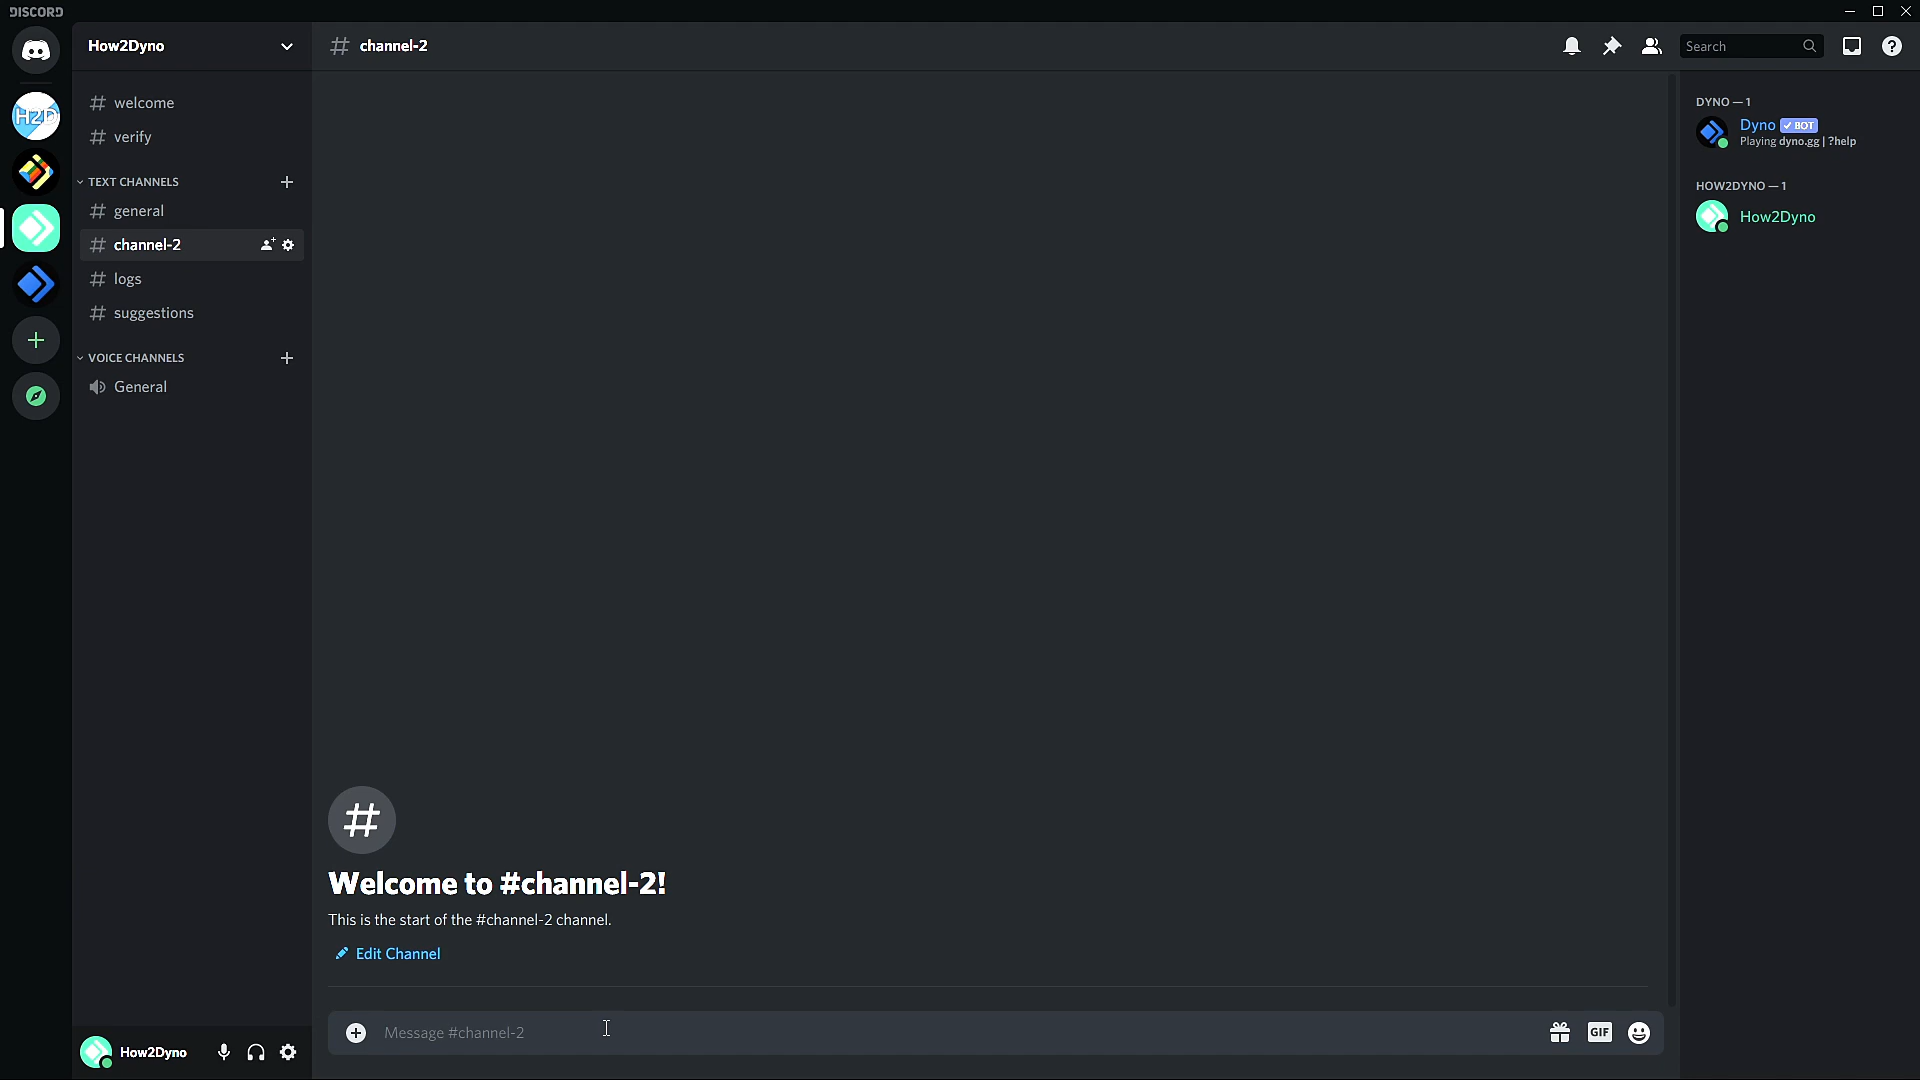 DISCORD
How2Dyno
channel-2
Search
H2D
welcome
verify
TEXT CHANNELS
general
channel-2
logs
suggestions
VOICE CHANNELS
General
Welcome to #channel-2!
This is the start of the #channel-2 channel.
Edit Channel
Message #channel-2
GIF
How2Dyno
DYNO — 1
Dyno BOT
Playing dyno.gg | ?help
HOW2DYNO — 1
How2Dyno